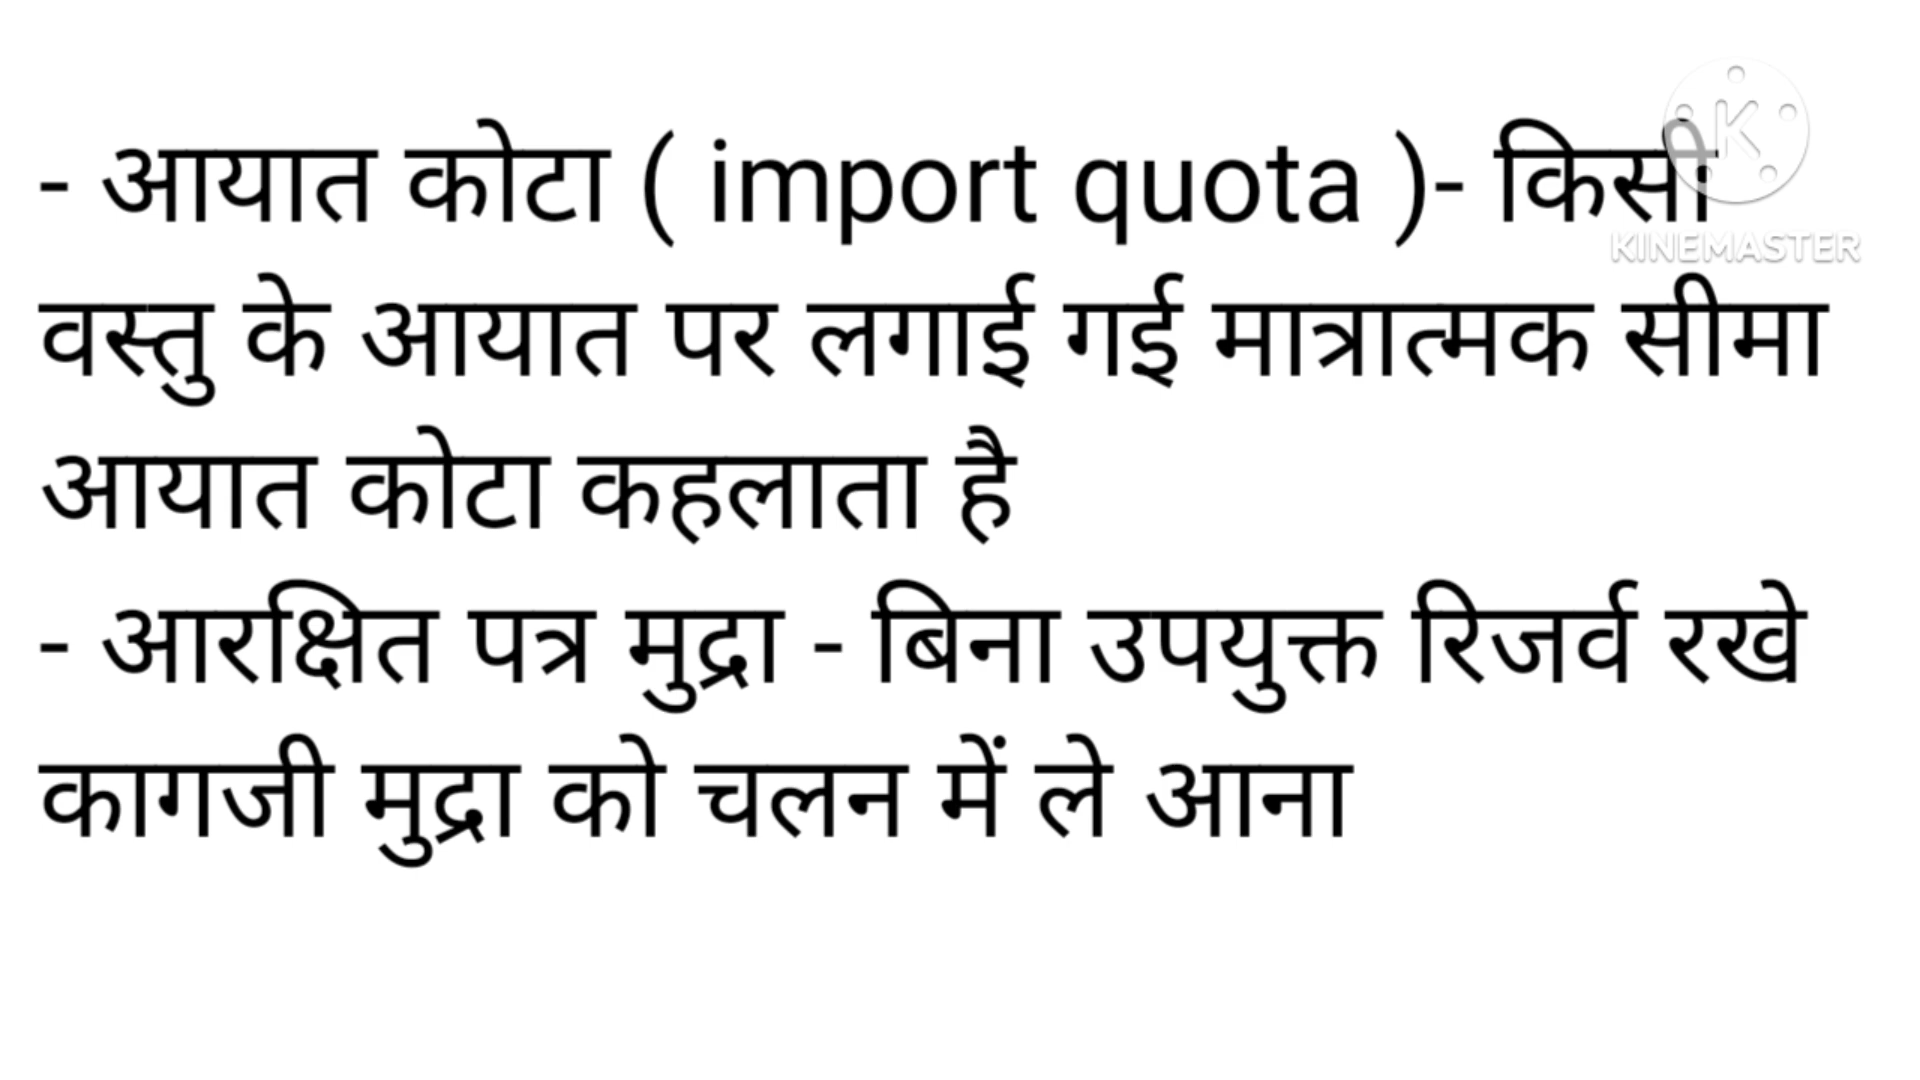 - आयात कोटा ( import quota )- किसी
वस्तु के आयात पर लगाई गई मात्रात्मक सीमा
आयात कोटा कहलाता है
- आरक्षित पत्र मुद्रा - बिना उपयुक्त रिजर्व रखे
कागजी मुद्रा को चलन में ले आना
K
KINEMASTER